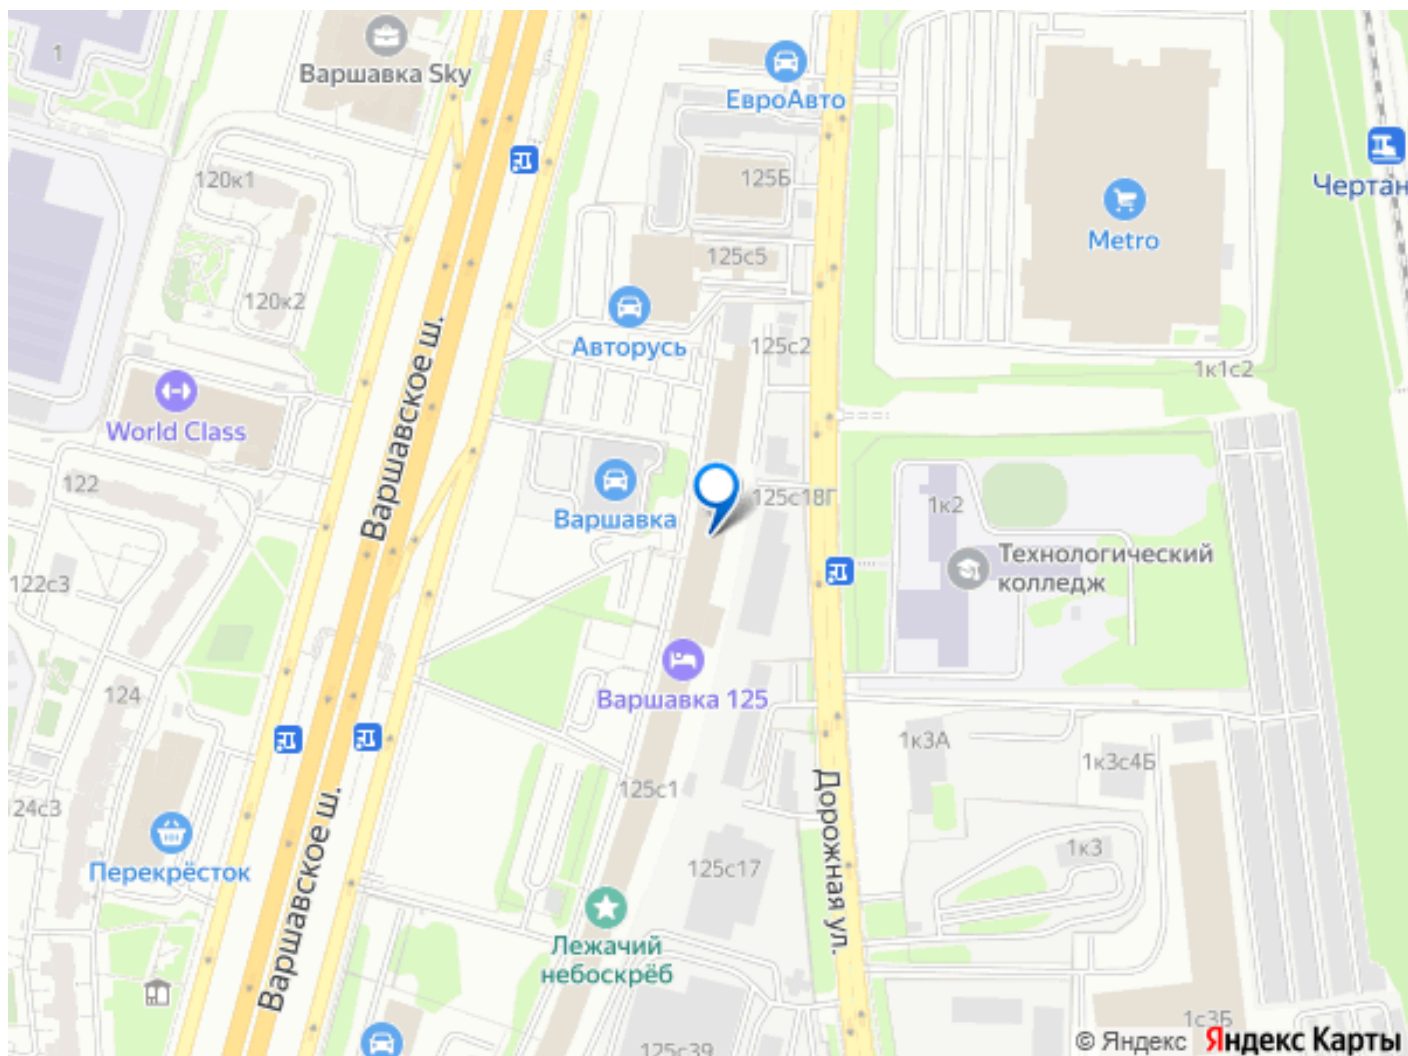 1
Варшавка Sky
ЕвроАвто
120к1
125Б
Чертан
Metro
125с5
120к2
Авторусь
125с2
1к1с2
Варшавское ш.
World Class
122
125с18Г
1к2
Варшавка
Технологический
колледж
122с3
124
Варшавка 125
1к3А
1к3с4Б
125с1
24с3
Дорожная ул.
Варшавское ш.
Перекрёсток
125с17
1к3
Лежачий
небоскрёб
1с3Б
125с39
© Яндекс Яндекс Карты